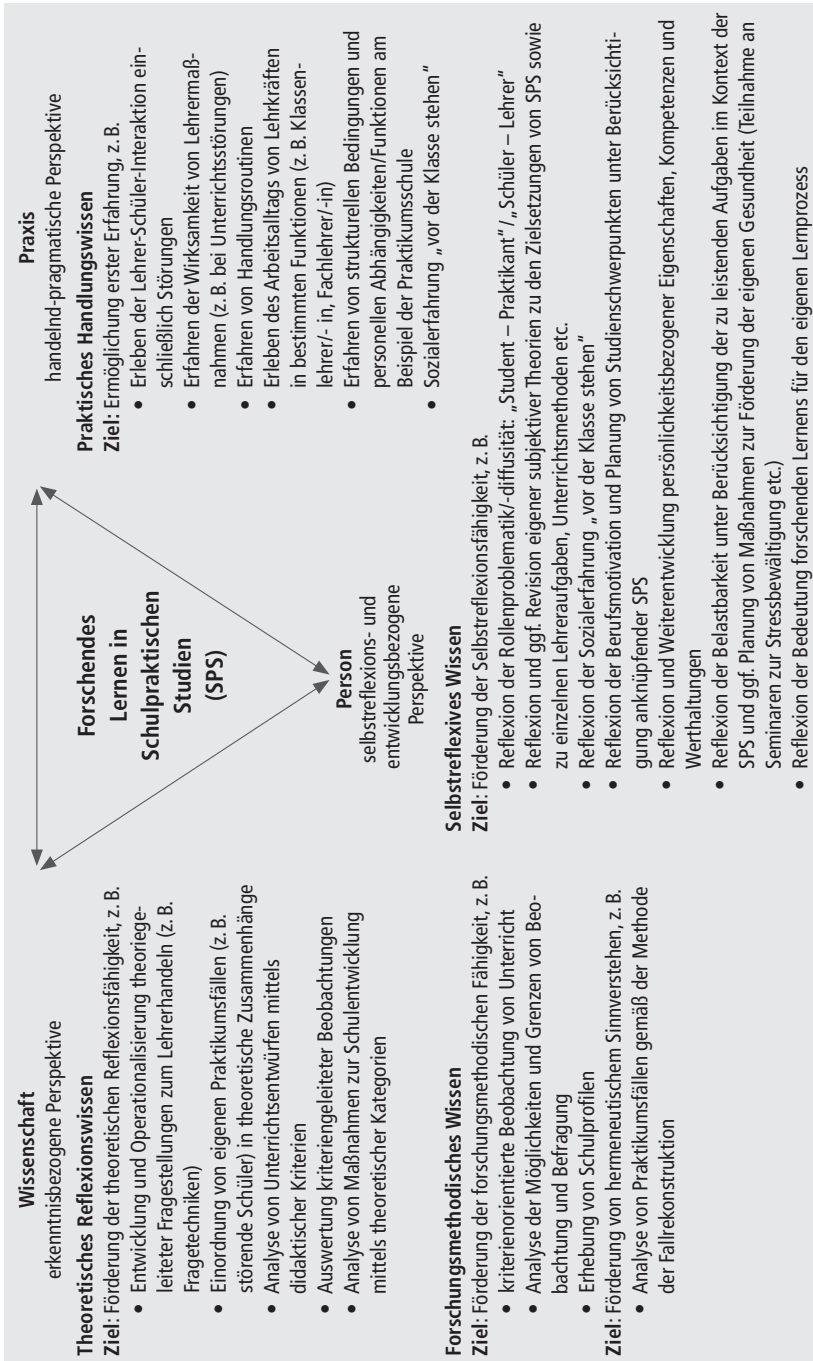 Wissenschaft
erkenntnisbezogene Perspektive
Theoretisches Reflexionswissen
Ziel: Förderung der theoretischen Reflexionsfähigkeit, z. B.
• Entwicklung und Operationalisierung theoriege-
leiteter Fragestellungen zum Lehrerhandeln (z. B.
Fragetechniken)
• Einordnung von eigenen Praktikumsfällen (z. B.
störende Schüler) in theoretische Zusammenhänge
• Analyse von Unterrichtsentwürfen mittels
didaktischer Kriterien
• Auswertung kriteriengeleiteter Beobachtungen
• Analyse von Maßnahmen zur Schulentwicklung
mittels theoretischer Kategorien
Forschungsmethodisches Wissen
Ziel: Förderung der forschungsmethodischen Fähigkeit, z. B.
• kriterienorientierte Beobachtung von Unterricht
• Analyse der Möglichkeiten und Grenzen von Beo-
bachtung und Befragung
• Erhebung von Schulprofilen
Ziel: Förderung von hermeneutischem Sinnverstehen, z. B.
• Analyse von Praktikumsfällen gemäß der Methode
der Fallrekonstruktion
Forschendes
Lernen in
Schulpraktischen
Studien
(SPS)
Praxis
handelnd-pragmatische Perspektive
Praktisches Handlungswissen
Ziel: Ermöglichung erster Erfahrung, z. B.
• Erleben der Lehrer-Schüler-Interaktion ein-
schließlich Störungen
• Erfahren der Wirksamkeit von Lehrermaß-
nahmen (z. B. bei Unterrichtsstörungen)
• Erfahren von Handlungsroutinen
• Erleben des Arbeitsalltags von Lehrkräften
in bestimmten Funktionen (z. B. Klassen-
lehrer/- in, Fachlehrer/-in)
• Erfahren von strukturellen Bedingungen und
personellen Abhängigkeiten/Funktionen am
Beispiel der Praktikumsschule
• Sozialerfahrung „vor der Klasse stehen“
Person
selbstreflexions- und
entwicklungsbezogene
Perspektive
Selbstreflexives Wissen
Ziel: Förderung der Selbstreflexionsfähigkeit, z. B.
• Reflexion der Rollenproblematik/-diffusität: „Student – Praktikant“/„Schüler – Lehrer“
• Reflexion und ggf. Revision eigener subjektiver Theorien zu den Zielsetzungen von SPS sowie
zu einzelnen Lehreraufgaben, Unterrichtsmethoden etc.
• Reflexion der Sozialerfahrung „vor der Klasse stehen“
• Reflexion der Berufsmotivation und Planung von Studienschwerpunkten unter Berücksichti-
gung anknüpfender SPS
• Reflexion und Weiterentwicklung persönlichkeitsbezogener Eigenschaften, Kompetenzen und
Werthaltungen
• Reflexion der Belastbarkeit unter Berücksichtigung der zu leistenden Aufgaben im Kontext der
SPS und ggf. Planung von Maßnahmen zur Förderung der eigenen Gesundheit (Teilnahme an
Seminaren zur Stressbewältigung etc.)
• Reflexion der Bedeutung forschenden Lernens für den eigenen Lernprozess